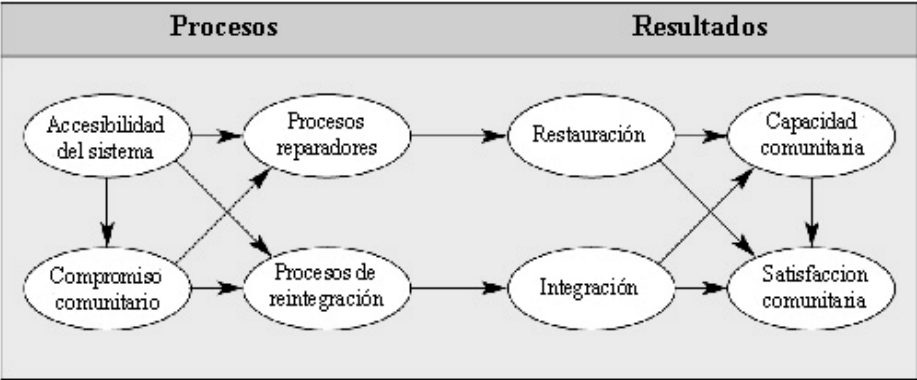 Procesos
Resultados
Accesibilidad
del sistema
Procesos
reparadores
Restauración
Capacidad
comunitaria
Compromiso
comunitario
Procesos de
reintegración
Integración
Satisfaccion
comunitaria